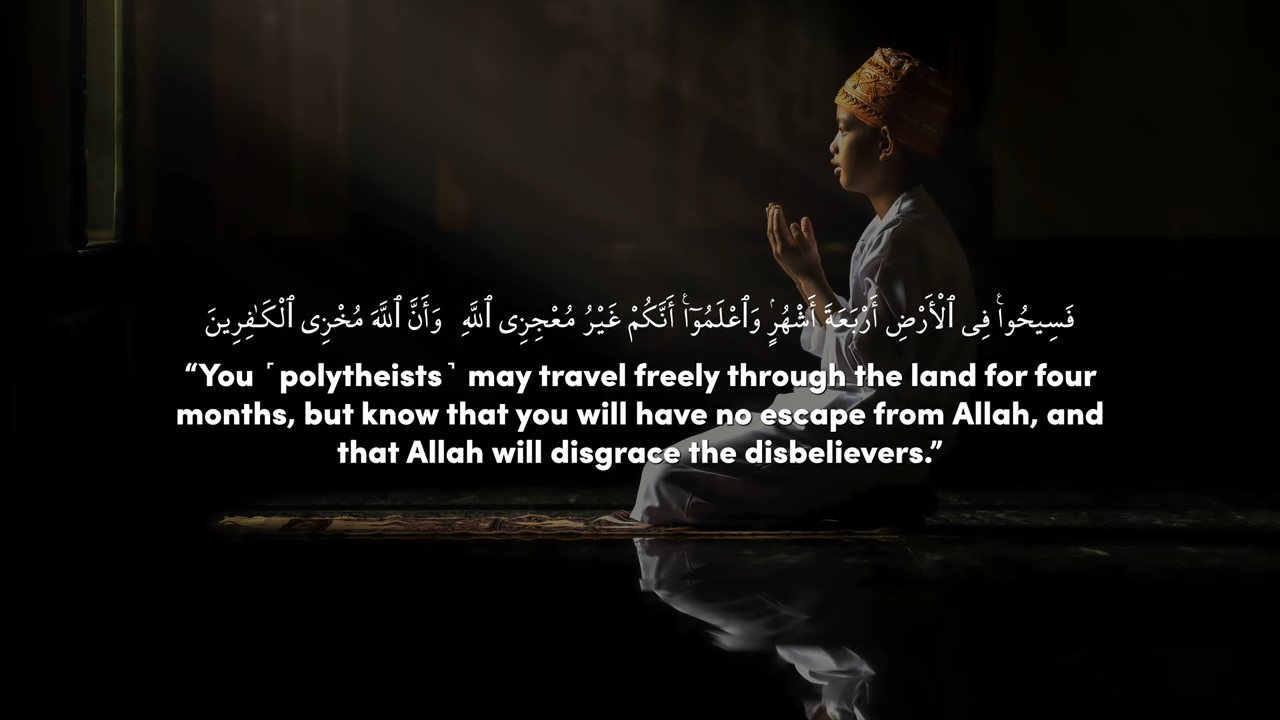 فَسِيحُوا۟ فِى ٱلْأَرْضِ أَرْبَعَةَ أَشْهُرٍۢ وَٱعْلَمُوٓا۟ أَنَّكُمْ غَيْرُ مُعْجِزِى ٱللَّهِ وَأَنَّ ٱللَّهَ مُخْزِى ٱلْكَـٰفِرِينَ
“You ˹polytheists˺ may travel freely through the land for four
months, but know that you will have no escape from Allah, and
that Allah will disgrace the disbelievers.”